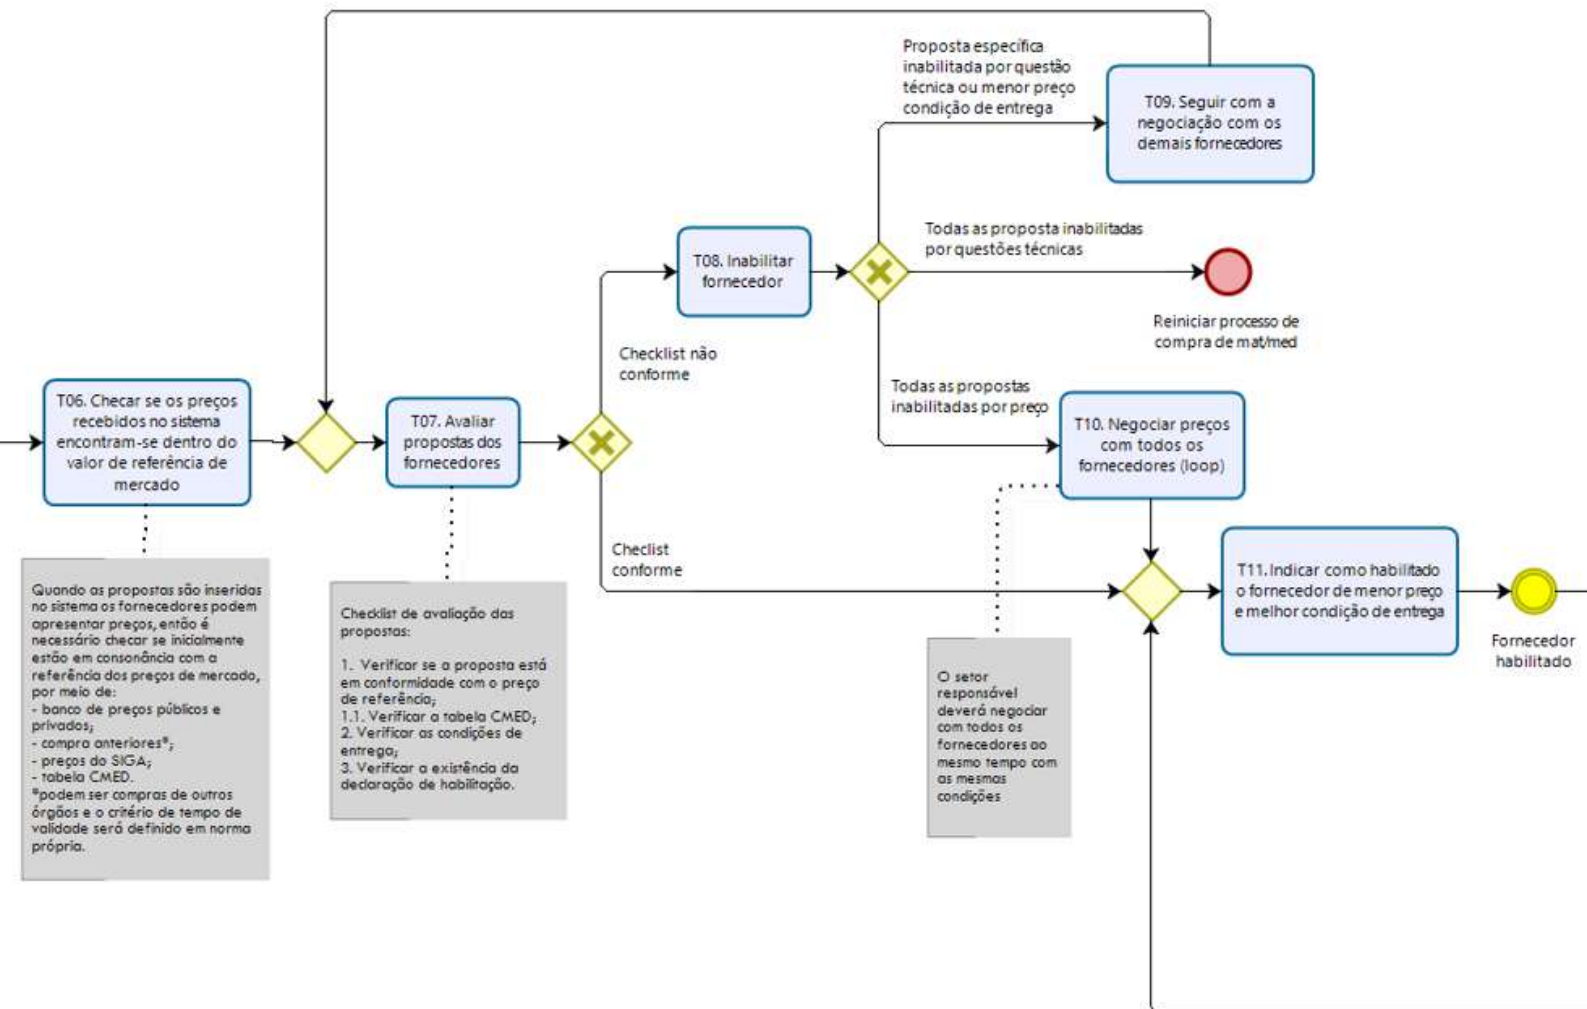 Proposta específica
inabilitada por questão
técnica ou menor preço
condição de entrega
T09. Seguir com a
negociação com os
demais fornecedores
Todas as proposta inabilitadas
por questões técnicas
T08. Inabilitar
fornecedor
Reiniciar processo de
compra de mat/med
Checklist não
conforme
Todas as propostas
inabilitadas por preço
T06. Checar se os preços
recebidos no sistema
encontram-se dentro do
valor de referência de
mercado
T07. Avaliar
propostas dos
fornecedores
T10. Negociar preços
com todos os
fornecedores (loop)
Checlist
conforme
T11. Indicar como habilitado
o fornecedor de menor preço
e melhor condição de entrega
Fornecedor
habilitado
Quando as propostas são inseridas
no sistema os fornecedores podem
apresentar preços, então é
necessário checar se inicialmente
estão em consonância com a
referência dos preços de mercado,
por meio de:
- banco de preços públicos e
privados;
- compra anteriores*;
- preços do SIGA;
- tabela CMED.
*podem ser compras de outros
órgãos e o critério de tempo de
validade será definido em norma
própria.
Checklist de avaliação das
propostas:
1. Verificar se a proposta está
em conformidade com o preço
de referência;
1.1. Verificar a tabela CMED;
2. Verificar as condições de
entrega;
3. Verificar a existência da
declaração de habilitação.
O setor
responsável
deverá negociar
com todos os
fornecedores ao
mesmo tempo com
as mesmas
condições